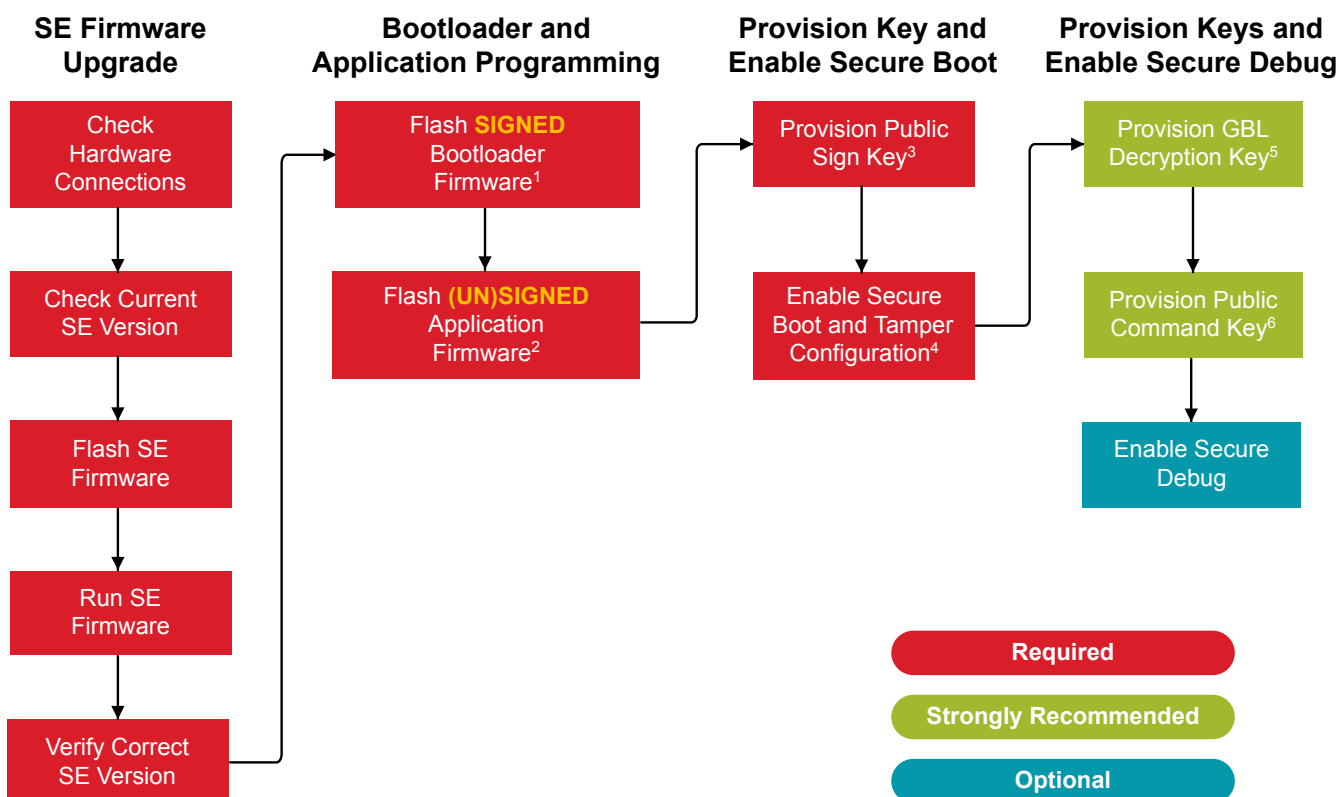 SE Firmware
Upgrade
Check
Hardware
Connections
Check Current
SE Version
Flash SE
Firmware
Run SE
Firmware
Verify Correct
SE Version
Bootloader and
Application Programming
Flash SIGNED
Bootloader
Firmware1
Flash (UN)SIGNED
Application
Firmware2
Provision Key and
Enable Secure Boot
Provision Public
Sign Key3
Enable Secure
Boot and Tamper
Configuration4
Provision Keys and
Enable Secure Debug
Provision GBL
Decryption Key5
Provision Public
Command Key6
Enable Secure
Debug
Required
Strongly Recommended
Optional